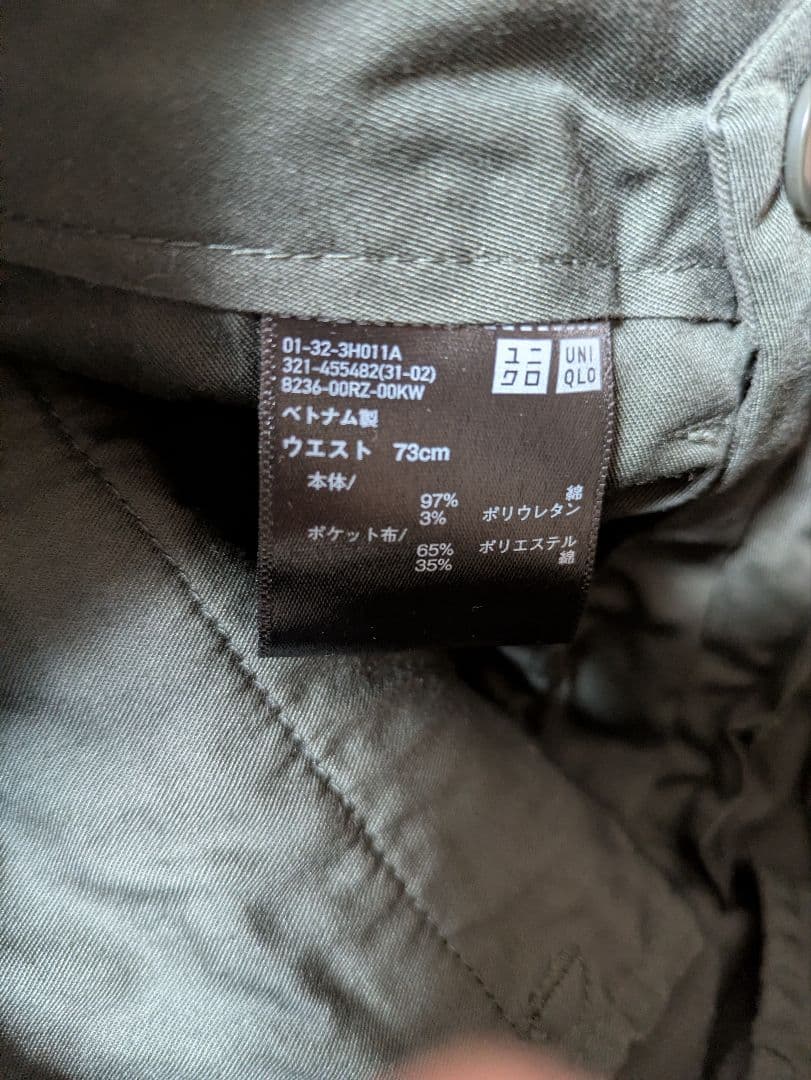 01-32-3H011A
321-455482(31-02)
8236-00RZ-00KW
ユニ
クロ
UNI
QLO
ベトナム製
ウエスト 73cm
本体/
97% 綿
3% ポリウレタン
ポケット布/
65% ポリエステル
35% 綿